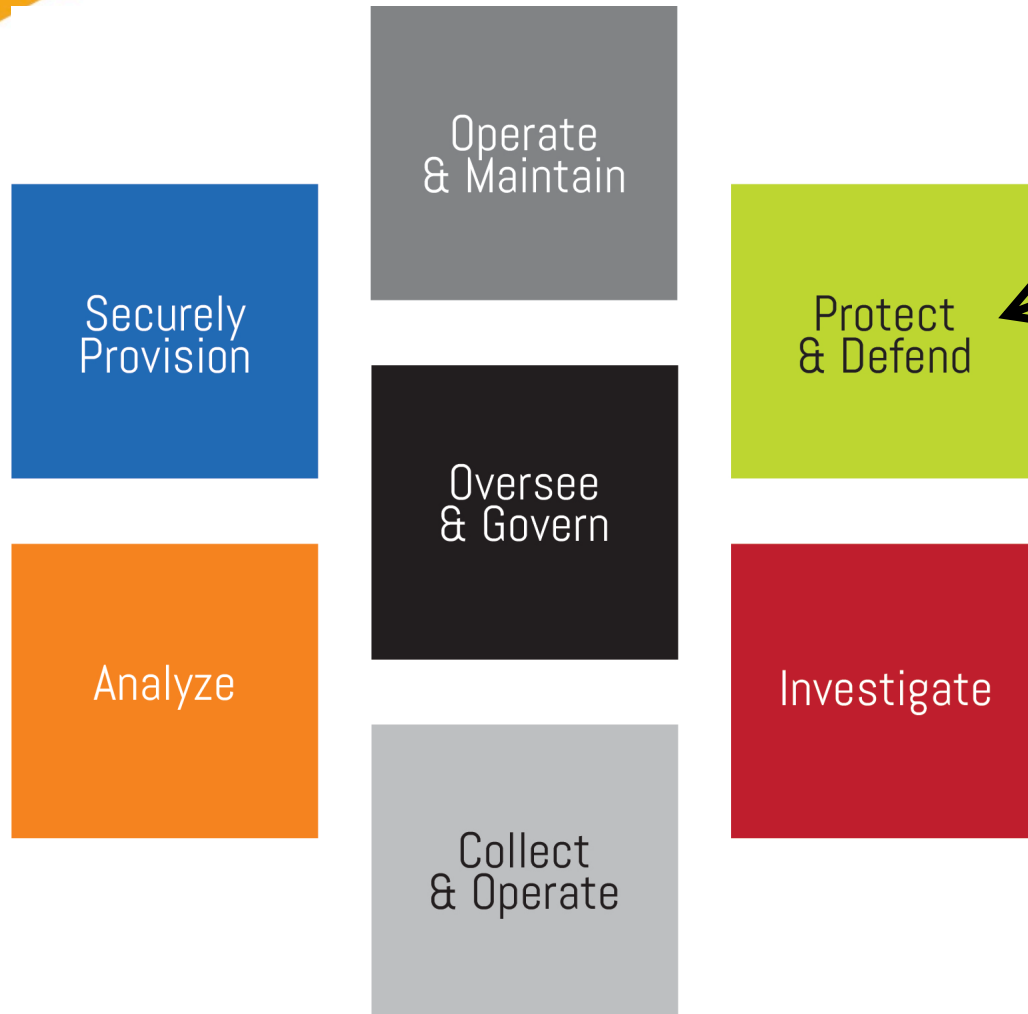 Operate
& Maintain
Securely
Provision
Protect
& Defend
Oversee
& Govern
Analyze
Investigate
Collect
& Operate